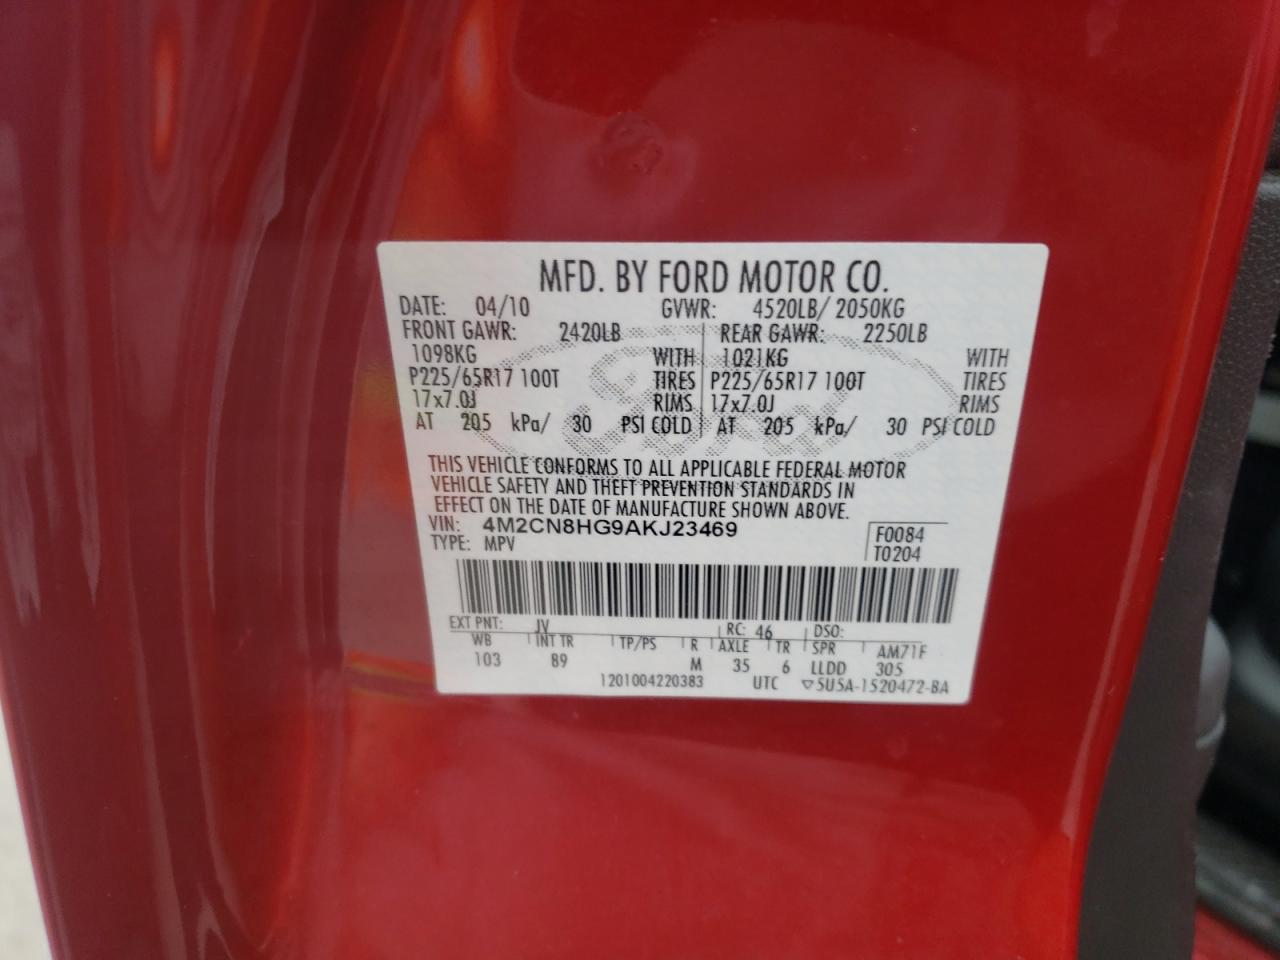 MFD. BY FORD MOTOR CO.
DATE: 04/10 GVWR: 4520LB/ 2050KG
FRONT GAWR: 2420LB REAR GAWR: 2250LB
1098KG WITH 1021KG WITH
P225/65R17 100T TIRES P225/65R17 100T TIRES
17x7.0J RIMS 17x7.0J RIMS
AT 205 kPa/ 30 PSI COLD AT 205 kPa/ 30 PSI COLD
Ford
THIS VEHICLE CONFORMS TO ALL APPLICABLE FEDERAL MOTOR
VEHICLE SAFETY AND THEFT PREVENTION STANDARDS IN
EFFECT ON THE DATE OF MANUFACTURE SHOWN ABOVE.
VIN: 4M2CN8HG9AKJ23469 F0084
TYPE: MPV T0204
EXT PNT: JV RC: 46 DSO:
WB INT TR TP/PS R AXLE TR SPR AM71F
103 89 M 35 6 LLDD 305
1201004220383 UTC ▽5U5A-1520472-BA